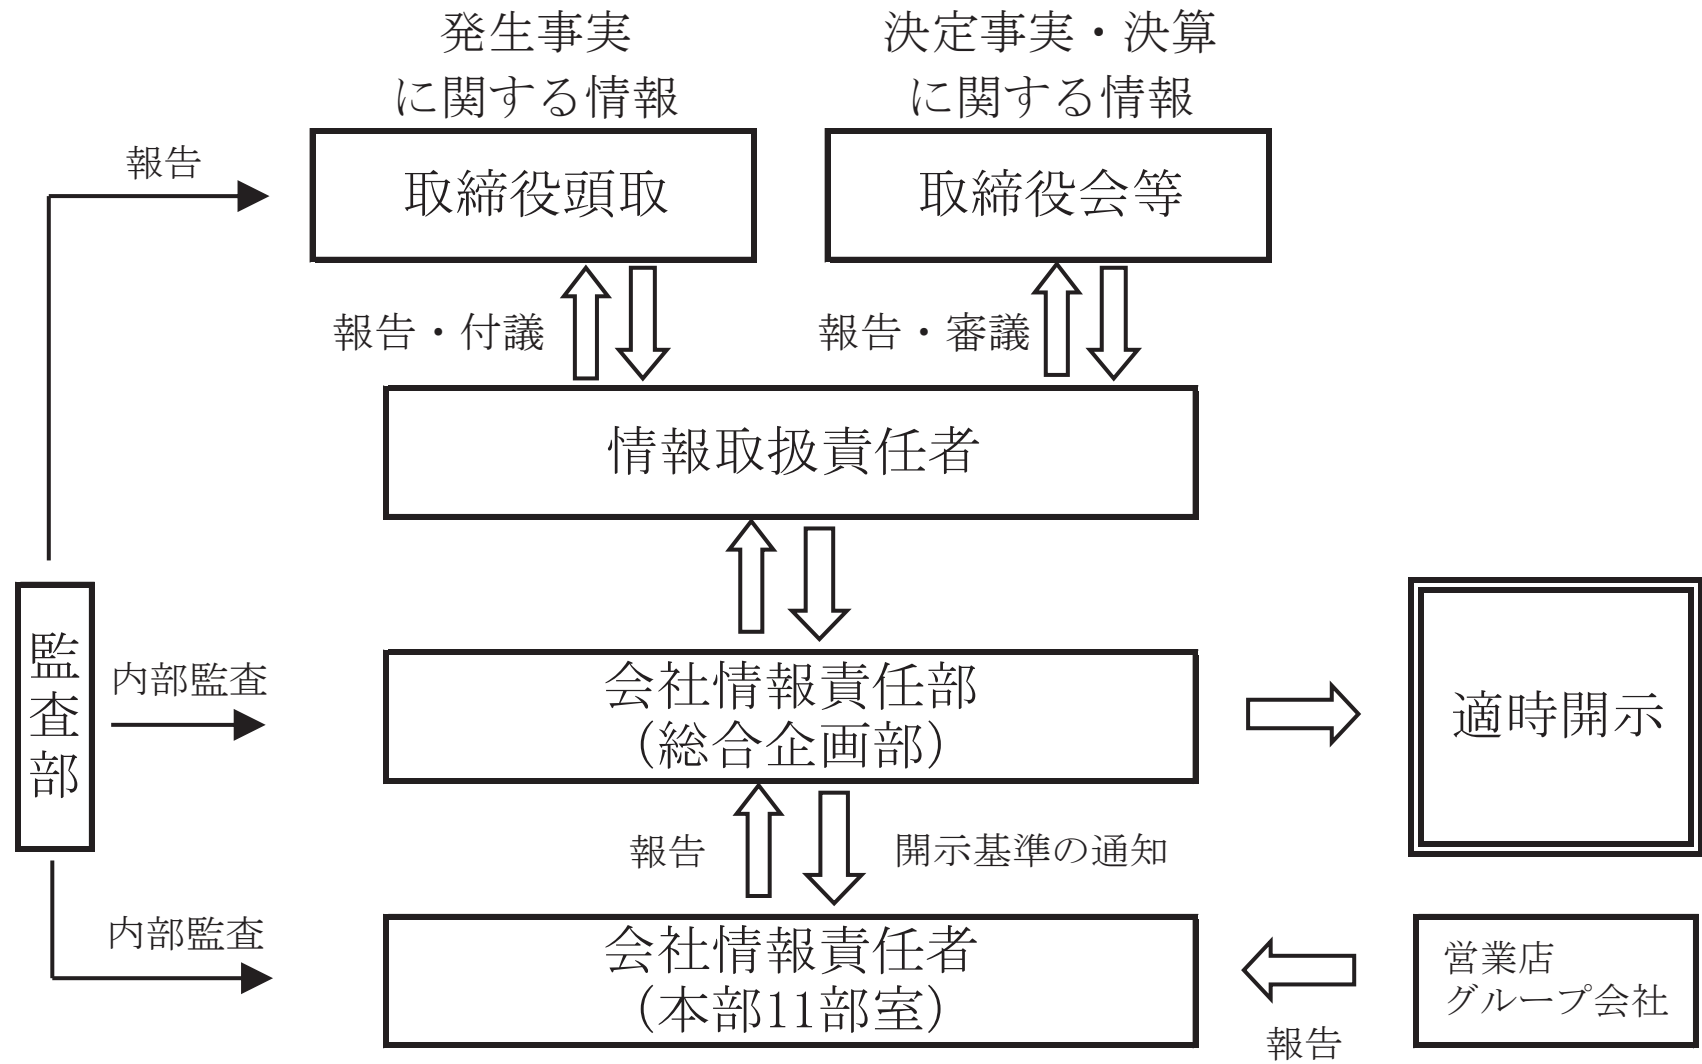 発生事実
に関する情報
決定事実・決算
に関する情報
報告
取締役頭取
取締役会等
報告・付議
報告・審議
情報取扱責任者
監査部
内部監査
会社情報責任部
（総合企画部）
適時開示
報告
開示基準の通知
内部監査
会社情報責任者
（本部11部室）
営業店
グループ会社
報告